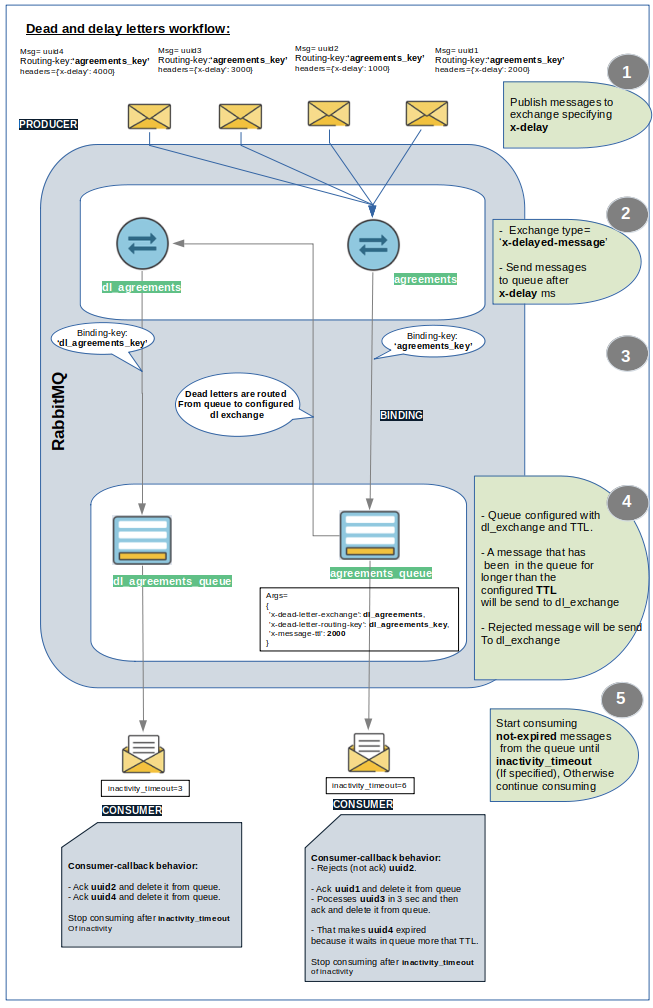 Dead and delay letters workflow:
Msg= uuid4
Routing-key:‘agreements_key’
headers={'x-delay': 4000}
Msg= uuid3
Routing-key:‘agreements_key’
headers={'x-delay': 3000}
Msg= uuid2
Routing-key:‘agreements_key’
headers={'x-delay': 1000}
Msg= uuid1
Routing-key:‘agreements_key’
headers={'x-delay': 2000}
1
Publish messages to
exchange specifying
x-delay
PRODUCER
2
- Exchange type=
‘x-delayed-message’
- Send messages
to queue after
x-delay ms
dl_agreements
agreements
Binding-key:
‘dl_agreements_key’
Binding-key:
‘agreements_key’
3
RabbitMQ
Dead letters are routed
From queue to configured
dl exchange
BINDING
4
- Queue configured with
dl_exchange and TTL.
- A message that has
been in the queue for
longer than the
configured TTL
will be send to dl_exchange
- Rejected message will be send
To dl_exchange
dl_agreements_queue
agreements_queue
Args=
{
'x-dead-letter-exchange': dl_agreements,
'x-dead-letter-routing-key': dl_agreements_key,
'x-message-ttl': 2000
}
5
Start consuming
not-expired messages
from the queue until
inactivity_timeout
(If specified), Otherwise
continue consuming
inactivity_timeout=3
CONSUMER
inactivity_timeout=6
CONSUMER
Consumer-callback behavior:
- Ack uuid2 and delete it from queue.
- Ack uuid4 and delete it from queue.
Stop consuming after inactivity_timeout
Of inactivity
Consumer-callback behavior:
- Rejects (not ack) uuid2.
- Ack uuid1 and delete it from queue
- Pocesses uuid3 in 3 sec and then
ack and delete it from queue.
- That makes uuid4 expired
because it waits in queue more that TTL.
Stop consuming after inactivity_timeout
of inactivity